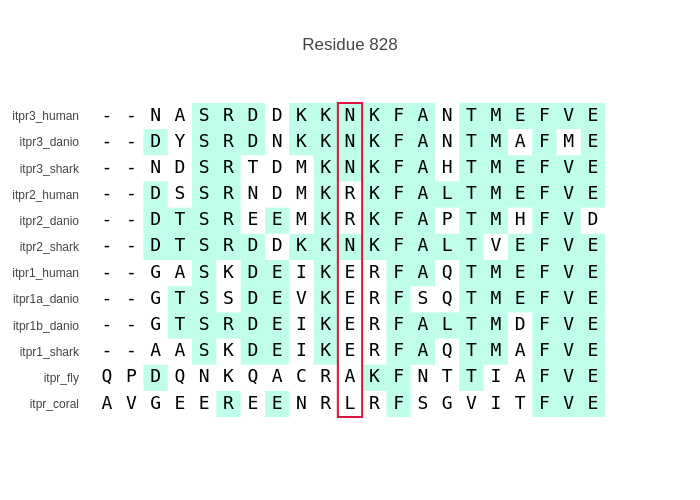 Residue 828
itpr3_human - - N A S R D D K K N K F A N T M E F V E
itpr3_danio - - D Y S R D N K K N K F A N T M A F M E
itpr3_shark - - N D S R T D M K N K F A H T M E F V E
itpr2_human - - D S S R N D M K R K F A L T M E F V E
itpr2_danio - - D T S R E E M K R K F A P T M H F V D
itpr2_shark - - D T S R D D K K N K F A L T V E F V E
itpr1_human - - G A S K D E I K E R F A Q T M E F V E
itpr1a_danio - - G T S S D E V K E R F S Q T M E F V E
itpr1b_danio - - G T S R D E I K E R F A L T M D F V E
itpr1_shark - - A A S K D E I K E R F A Q T M A F V E
itpr_fly Q P D Q N K Q A C R A K F N T T I A F V E
itpr_coral A V G E E R E E N R L R F S G V I T F V E